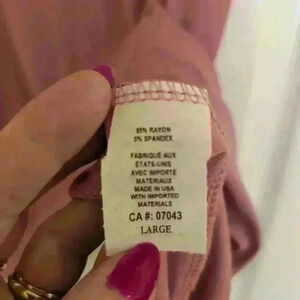 95% RAYON
5% SPANDEX
FABRIQUÉ AUX
ÉTATS-UNIS
AVEC IMPORTÉ
MATERIAUX
MADE IN USA
WITH IMPORTED
MATERIALS
CA #: 07043
LARGE